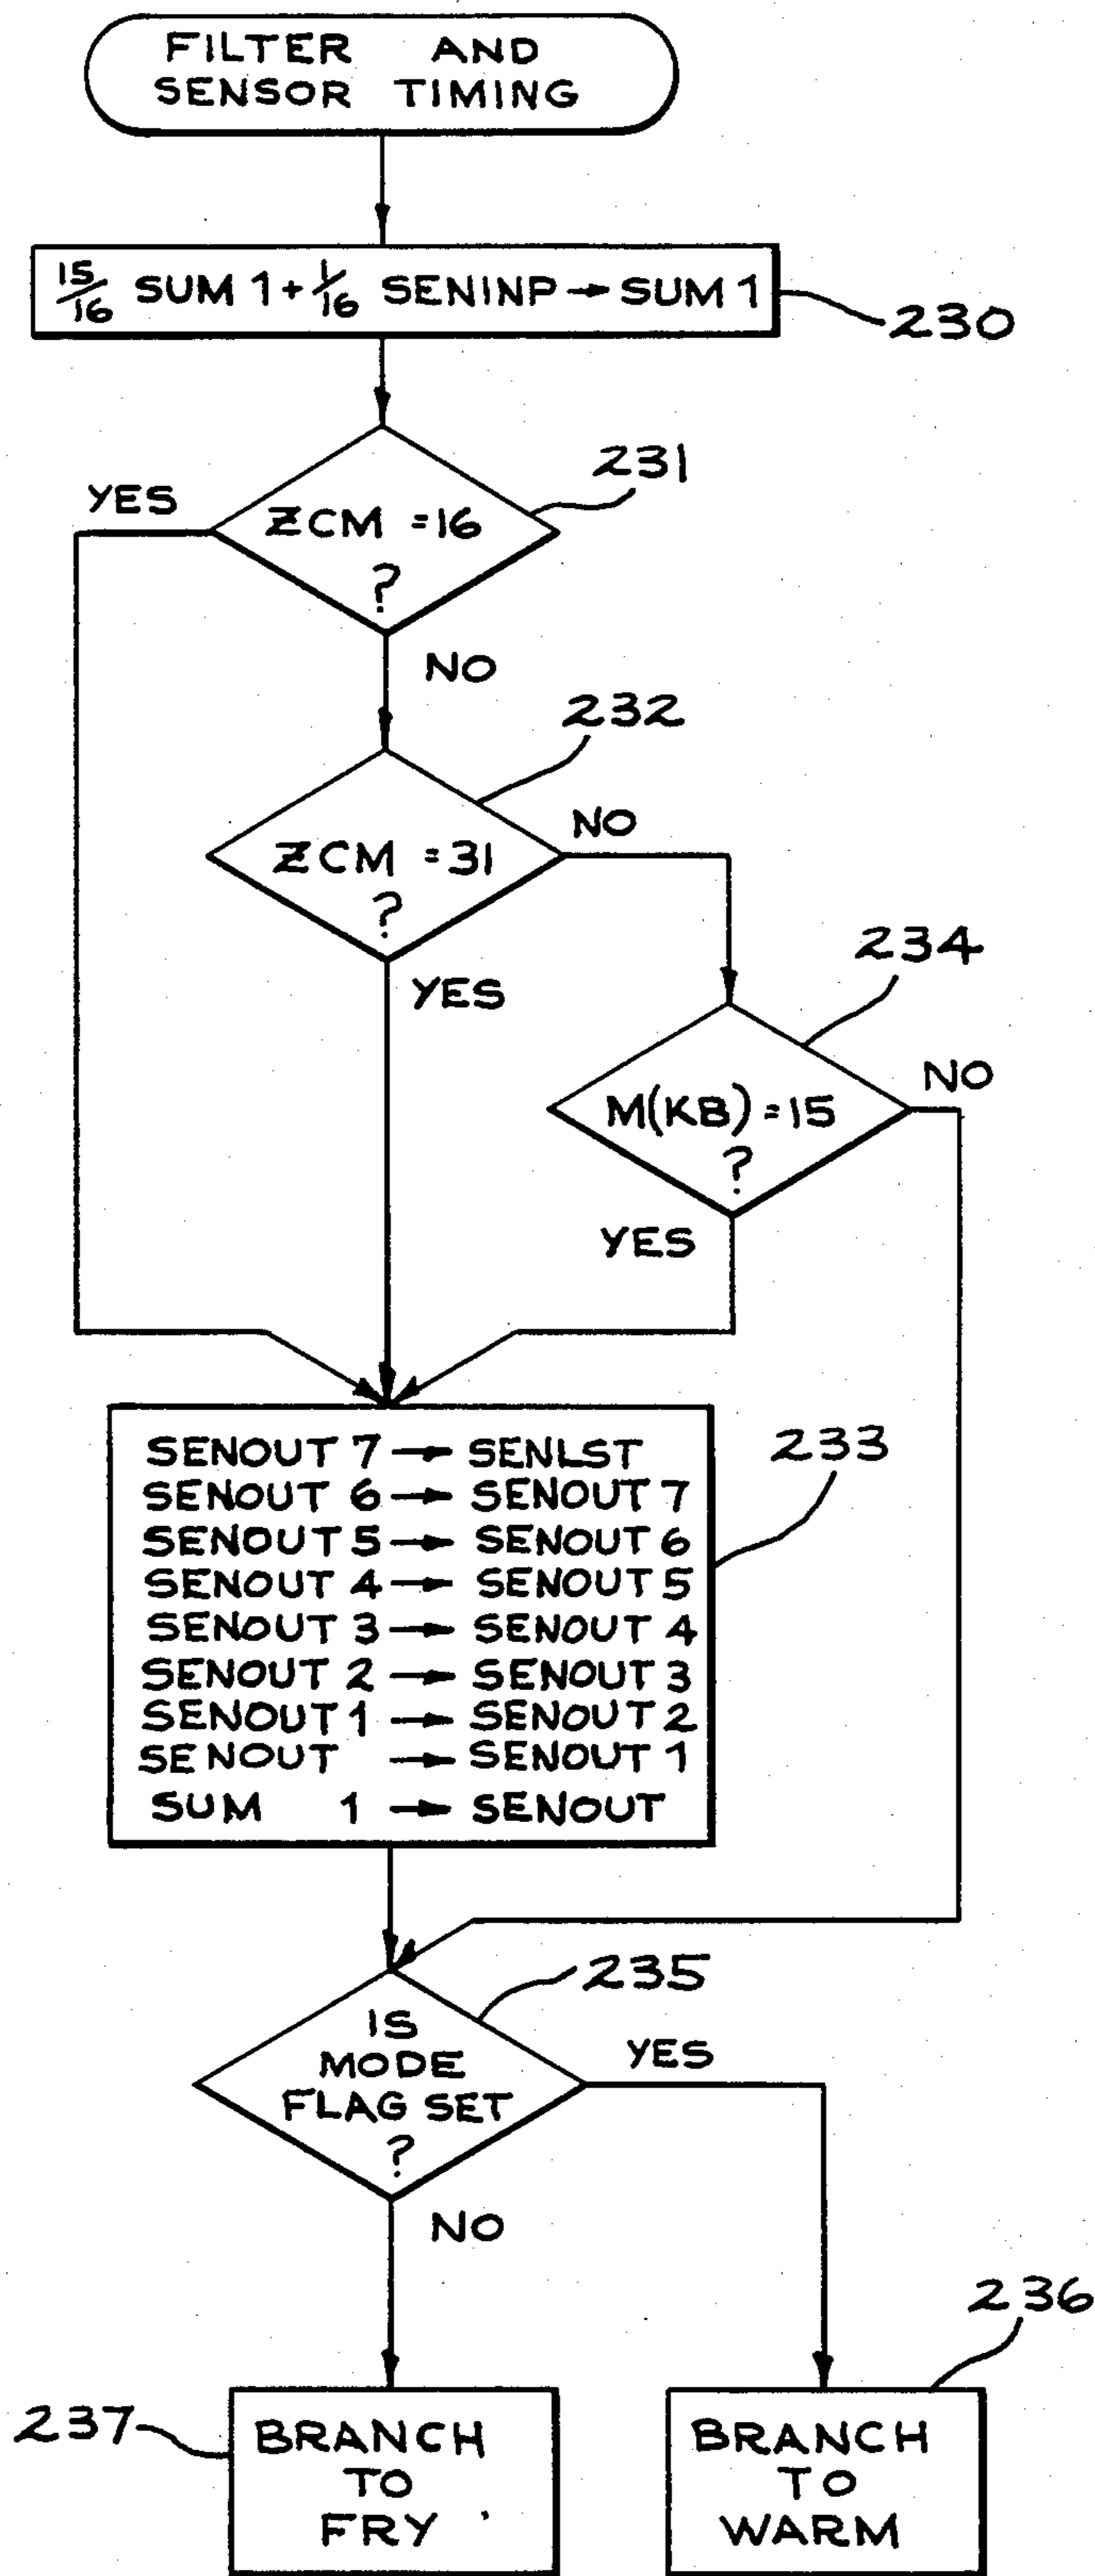 FILTER AND
SENSOR TIMING
15/16 SUM 1 + 1/16 SENINP → SUM 1
230
231
YES
ZCM = 16
?
NO
232
ZCM = 31
?
NO
YES
234
M(KB) = 15
?
NO
YES
233
SENOUT 7 → SENLST
SENOUT 6 → SENOUT 7
SENOUT 5 → SENOUT 6
SENOUT 4 → SENOUT 5
SENOUT 3 → SENOUT 4
SENOUT 2 → SENOUT 3
SENOUT 1 → SENOUT 2
SENOUT → SENOUT 1
SUM 1 → SENOUT
235
IS
MODE
FLAG SET
?
YES
NO
236
237
BRANCH
TO
FRY
BRANCH
TO
WARM